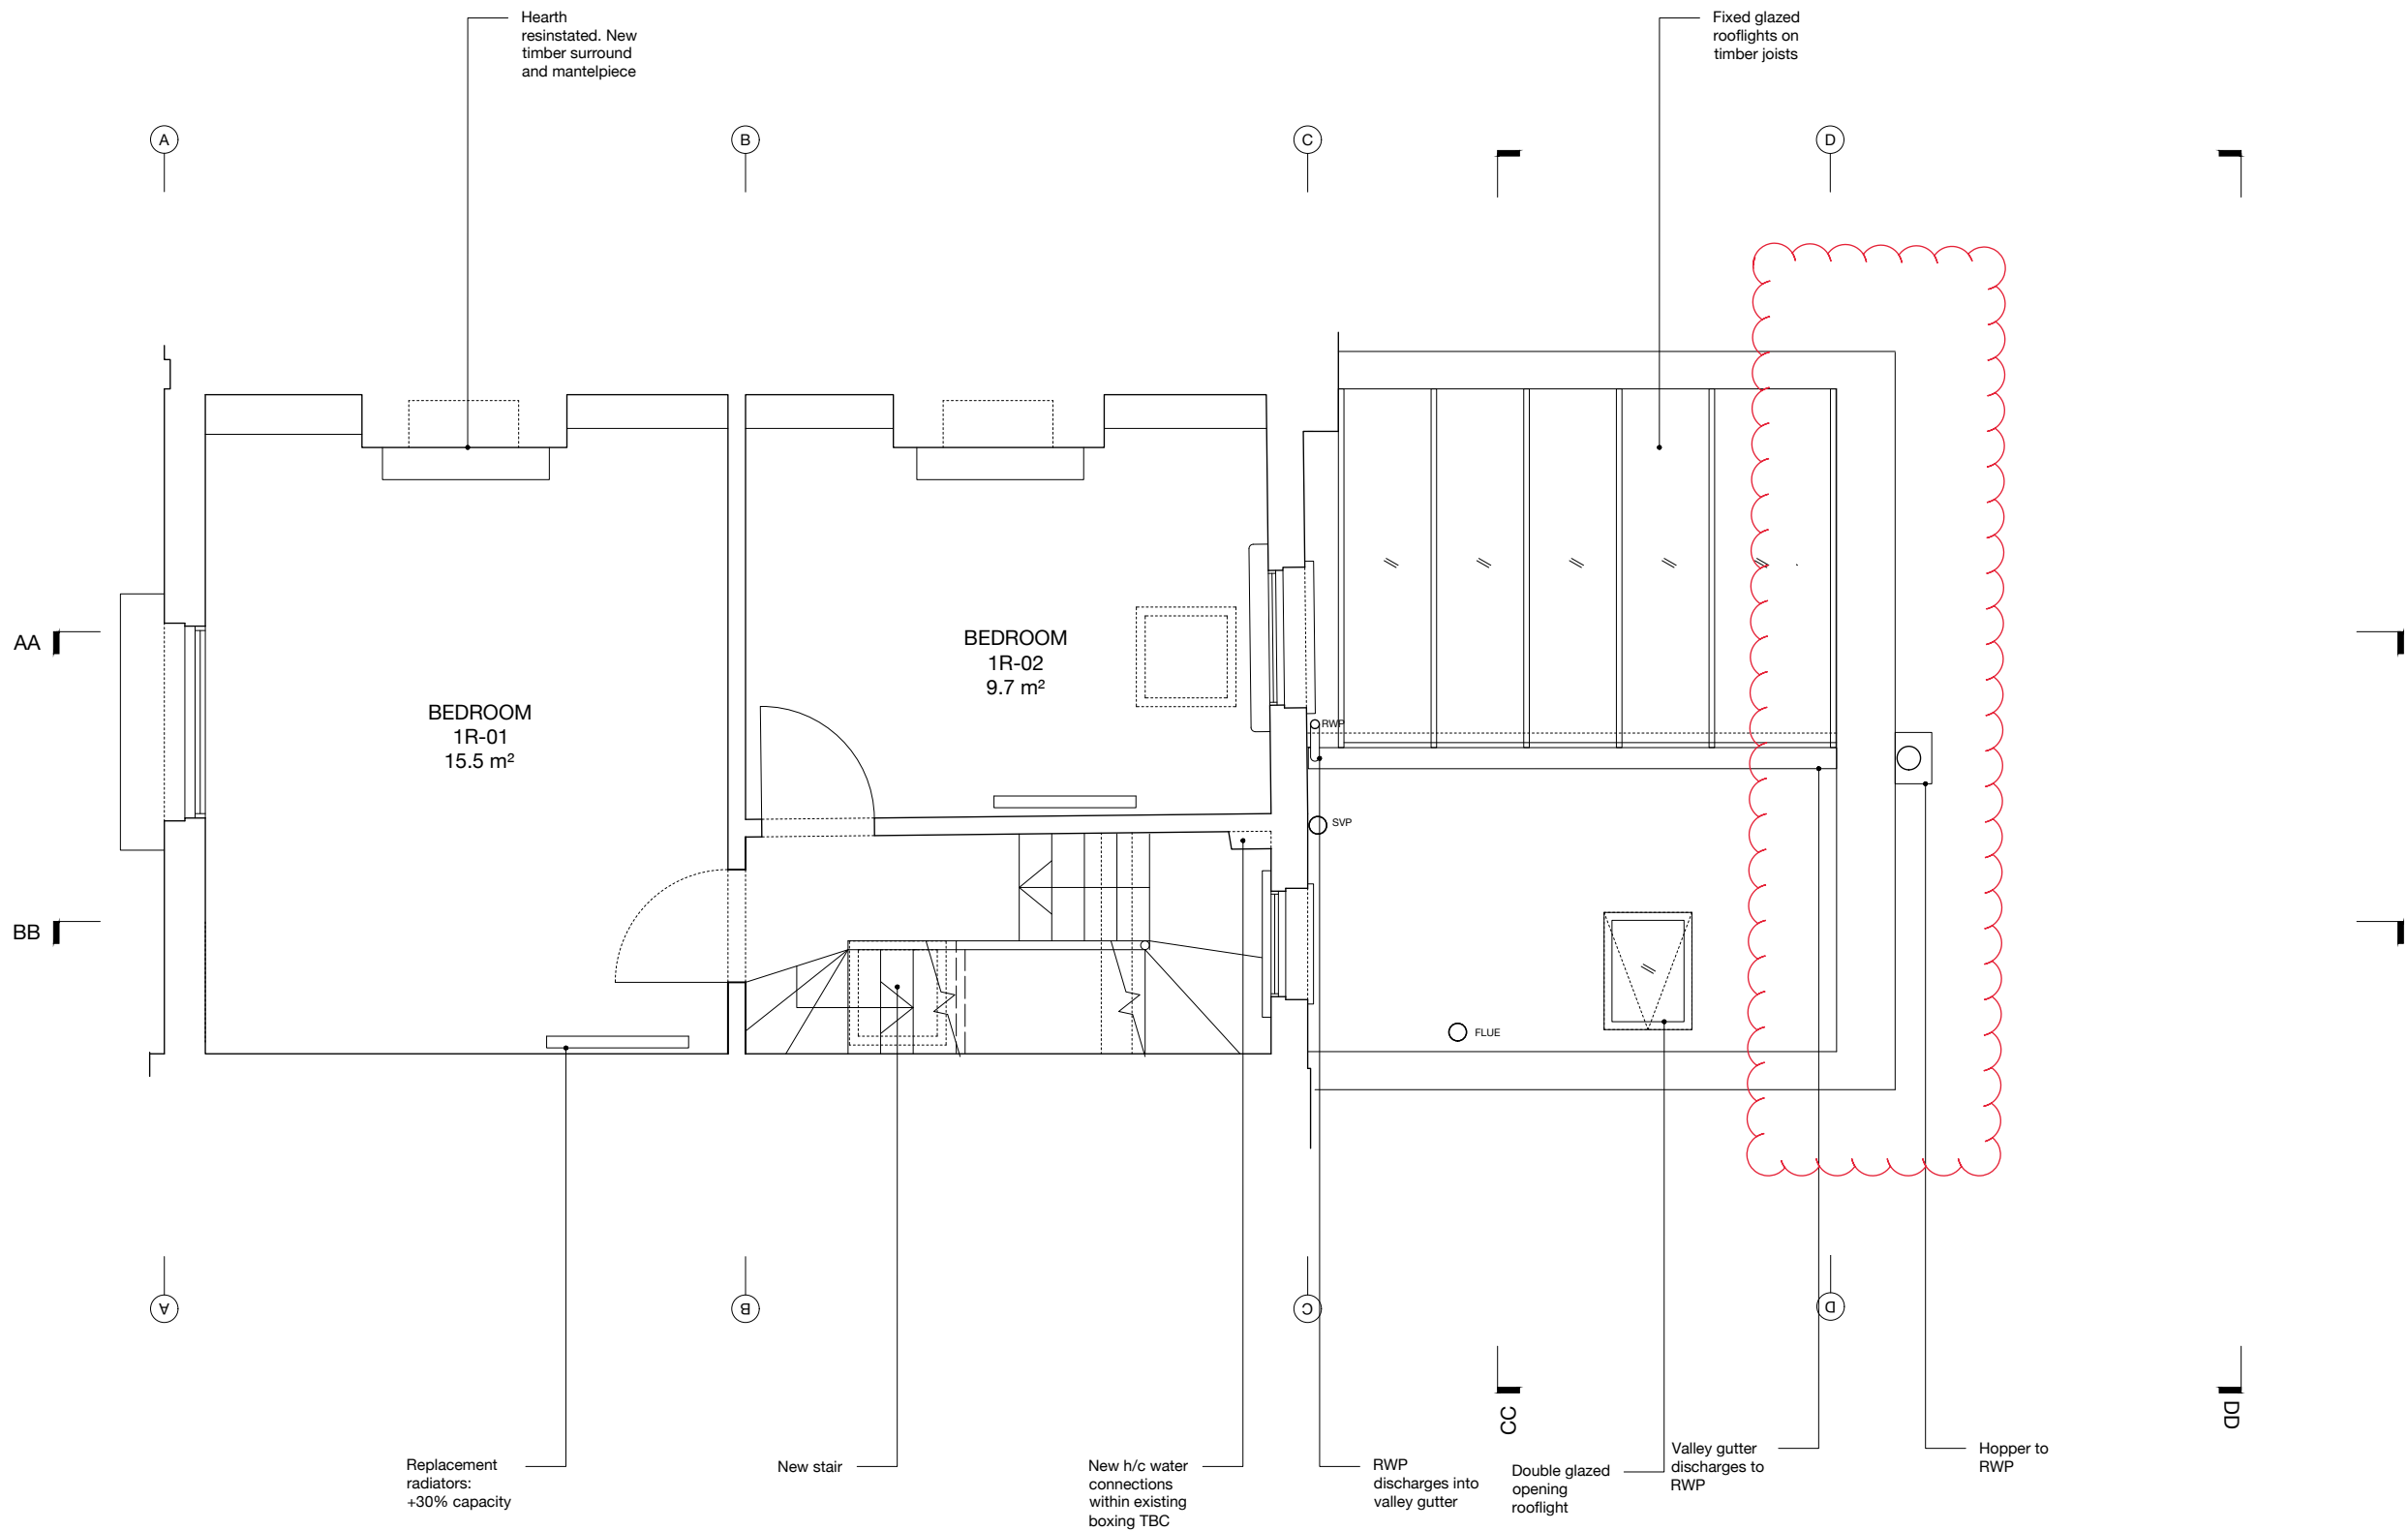 Hearth
resinstated. New
timber surround
and mantelpiece
Fixed glazed
rooflights on
timber joists
A
B
C
D
AA
BEDROOM
1R-02
9.7 m²
BEDROOM
1R-01
15.5 m²
RWP
SVP
BB
FLUE
A
B
C
D
CC
DD
Replacement
radiators:
+30% capacity
New stair
New h/c water
connections
within existing
boxing TBC
RWP
discharges into
valley gutter
Double glazed
opening
rooflight
Valley gutter
discharges to
RWP
Hopper to
RWP